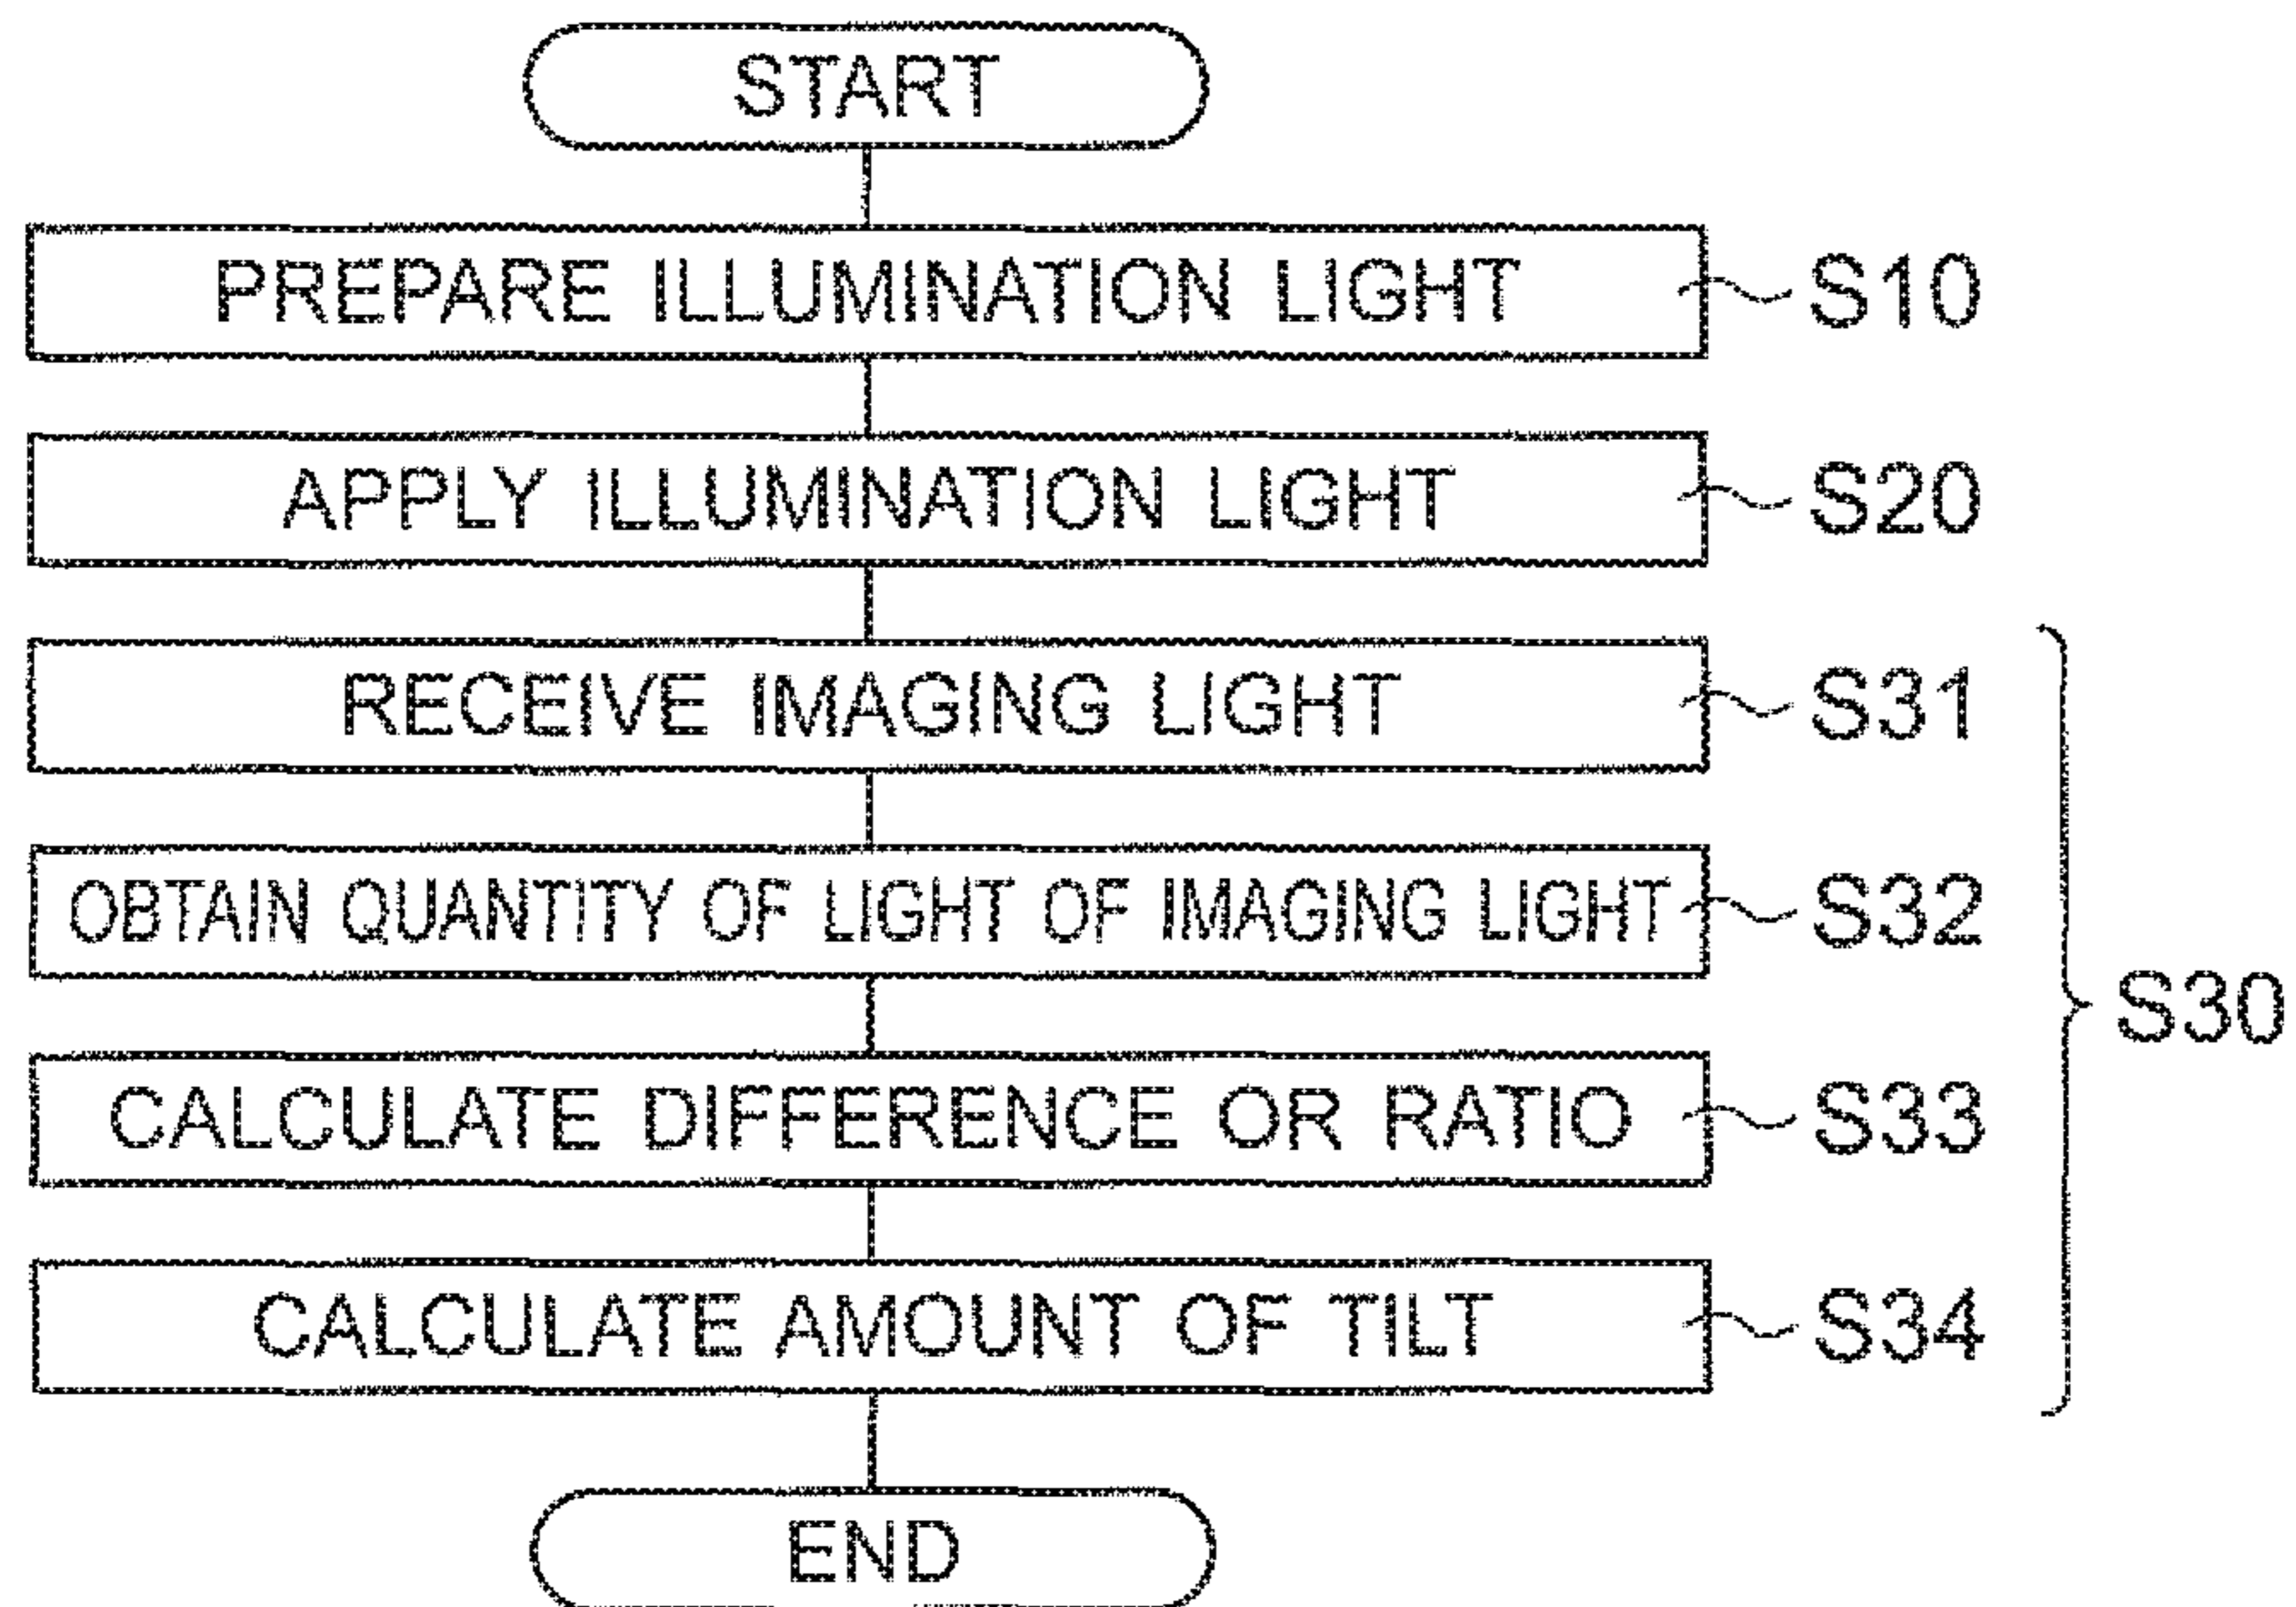 START
PREPARE ILLUMINATION LIGHT S10
APPLY ILLUMINATION LIGHT S20
RECEIVE IMAGING LIGHT S31
OBTAIN QUANTITY OF LIGHT OF IMAGING LIGHT S32
S30
CALCULATE DIFFERENCE OR RATIO S33
CALCULATE AMOUNT OF TILT S34
END